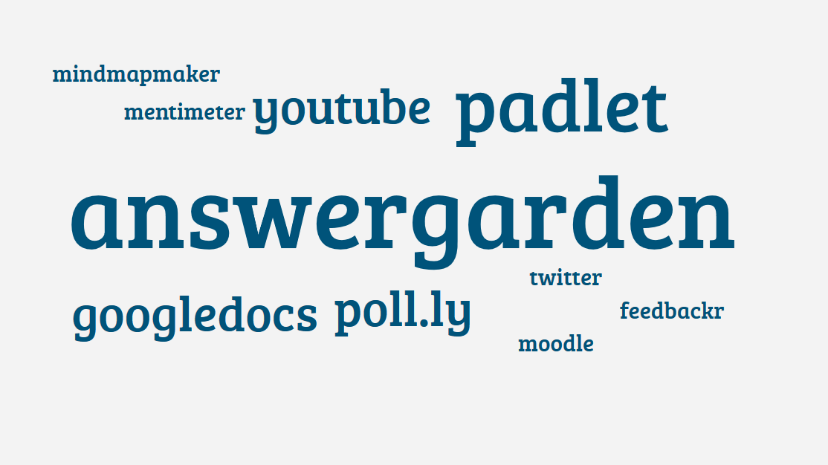 mindmapmaker
mentimeter youtube padlet
answergarden
twitter
googledocs poll.ly feedbackr
moodle